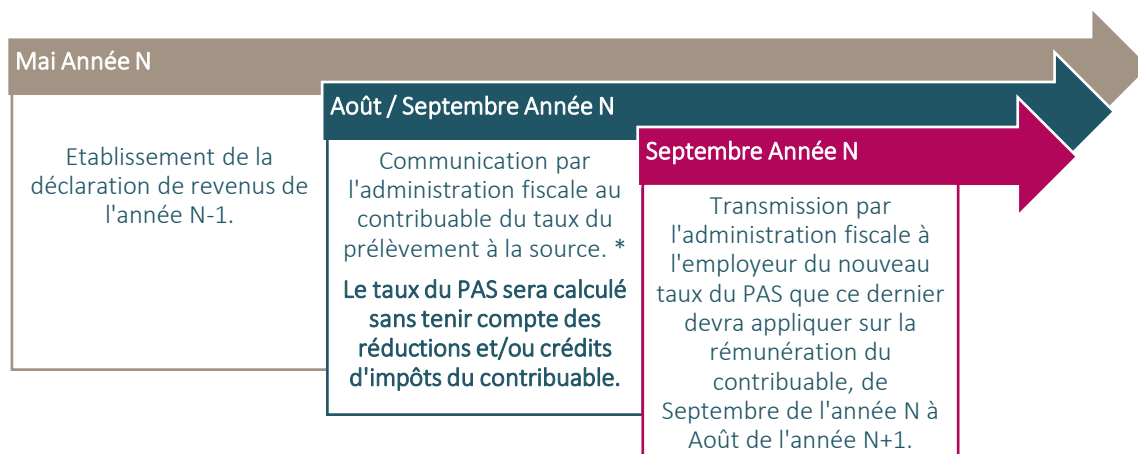 Mai Année N
Etablissement de la
déclaration de revenus de
l'année N-1.
Août / Septembre Année N
Communication par
l'administration fiscale au
contribuable du taux du
prélèvement à la source. *
Le taux du PAS sera calculé
sans tenir compte des
réductions et/ou crédits
d'impôts du contribuable.
Septembre Année N
Transmission par
l'administration fiscale à
l'employeur du nouveau
taux du PAS que ce dernier
devra appliquer sur la
rémunération du
contribuable, de
Septembre de l'année N à
Août de l'année N+1.